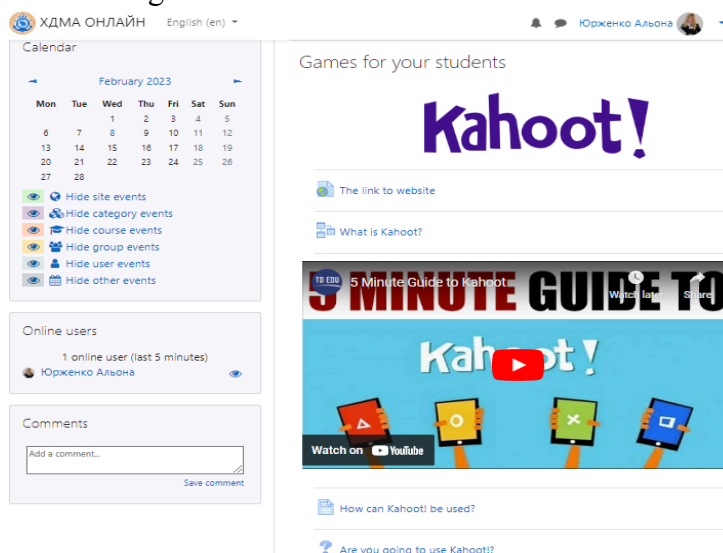 ХДМА ОНЛАЙН English (en)
Юрженко Альона
Calendar
February 2023
Mon Tue Wed Thu Fri Sat Sun
1 2 3 4 5
6 7 8 9 10 11 12
13 14 15 16 17 18 19
20 21 22 23 24 25 26
27 28
Hide site events
Hide category events
Hide course events
Hide group events
Hide user events
Hide other events
Online users
1 online user (last 5 minutes)
Юрженко Альона
Comments
Add a comment...
Save comment
Games for your students
Kahoot!
The link to website
What is Kahoot?
5 MINUTE GUIDE TO
TD EDU 5 Minute Guide to Kahoot
Watch later Share
Kahoot!
Watch on YouTube
How can Kahoot! be used?
Are you going to use Kahoot!?